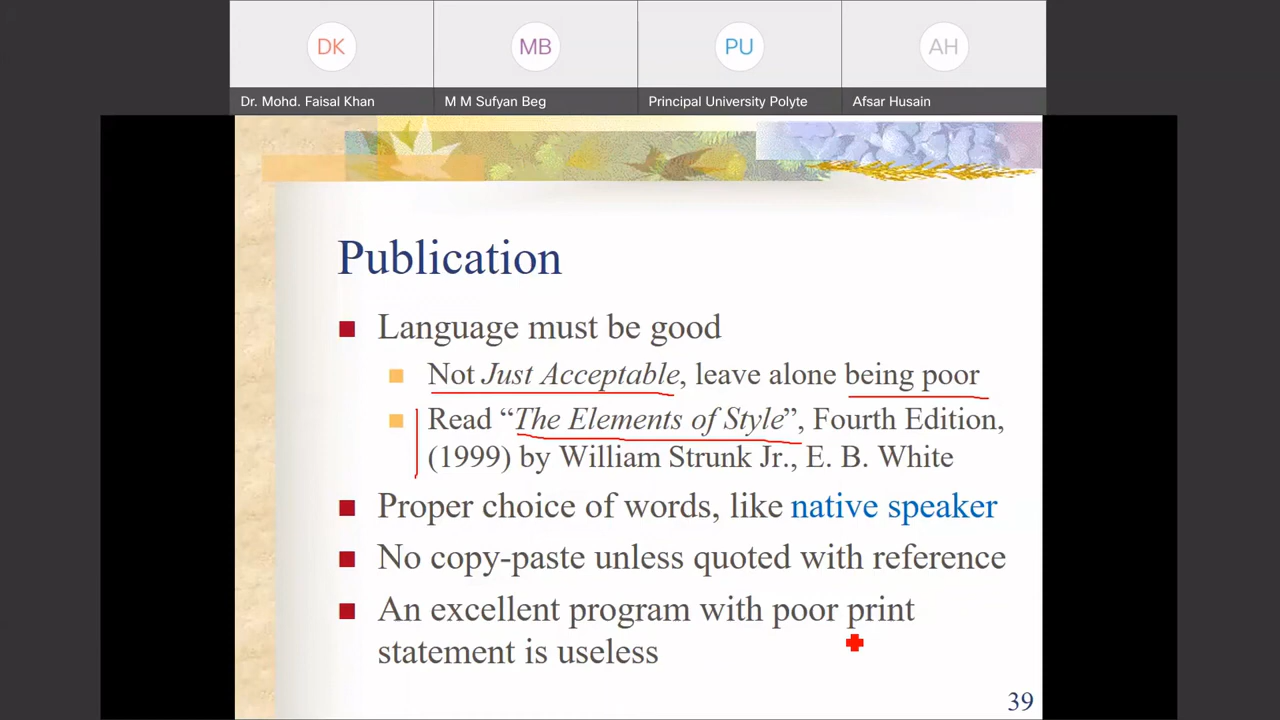 DK
MB
PU
AH
Dr. Mohd. Faisal Khan
M M Sufyan Beg
Principal University Polyte
Afsar Husain
Publication
Language must be good
Not Just Acceptable, leave alone being poor
Read “The Elements of Style”, Fourth Edition,
(1999) by William Strunk Jr., E. B. White
Proper choice of words, like native speaker
No copy-paste unless quoted with reference
An excellent program with poor print
statement is useless
39